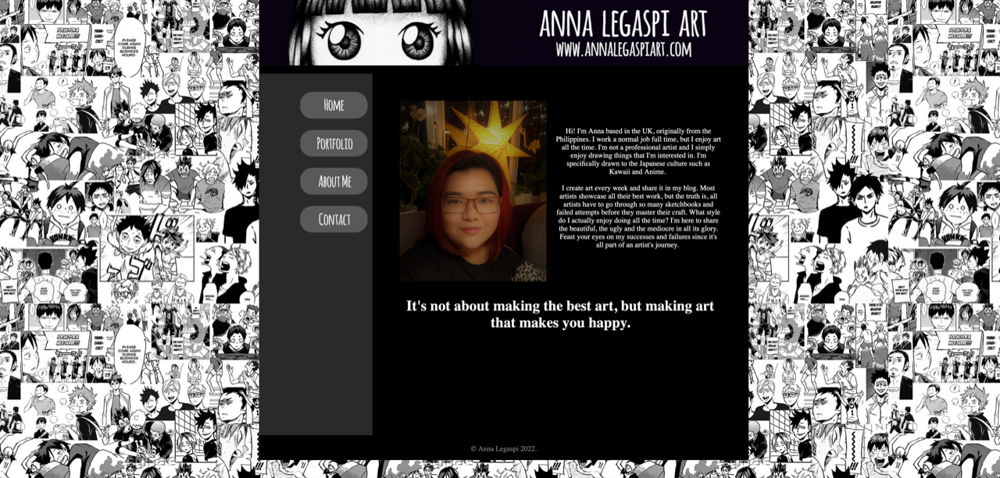 ANNA LEGASPI ART
WWW.ANNALEGASPIART.COM
Home
Portfolio
About Me
Contact
Hi! I'm Anna based in the UK, originally from the
Philippines. I work a normal job full time, but I enjoy art
all the time. I'm not a professional artist and I simply
enjoy drawing things that I'm interested in. I'm
specifically drawn to the Japanese culture such as
Kawaii and Anime.
I create art every week and share it in my blog. Most
artists showcase all their best work, but the truth is, all
artists have to go through so many sketchbooks and
failed attempts before they master their craft. What style
do I actually enjoy doing all the time? I'm here to share
the beautiful, the ugly and the mediocre in all its glory.
Feast your eyes on my successes and failures since it's
all part of an artist's journey.
It's not about making the best art, but making art
that makes you happy.
© Anna Legaspi 2022.
PLEASE
COME AGAIN
DURING
BUSINESS
HOURS-